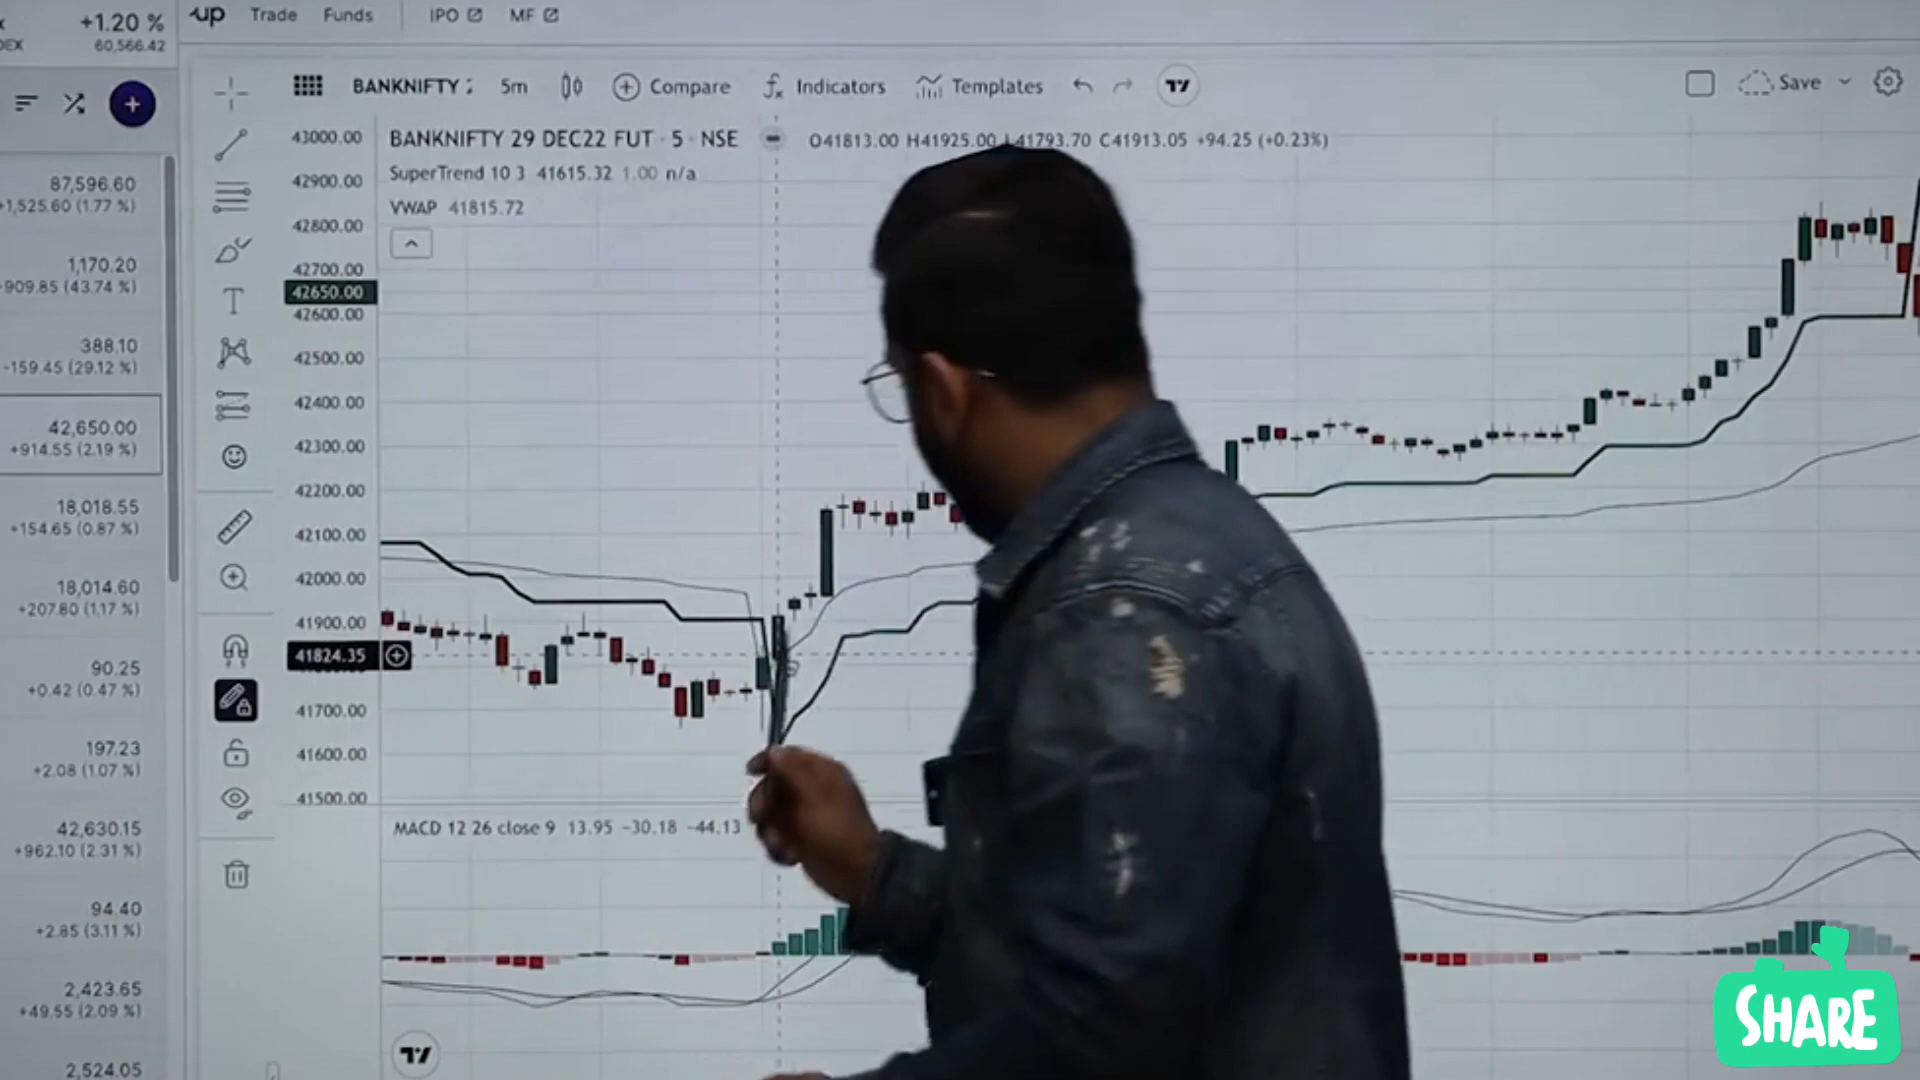 +1.20 %
60,566.42
up Trade Funds IPO MF
BANKNIFTY 5m Compare Indicators Templates Save
BANKNIFTY 29 DEC22 FUT · 5 · NSE
O41813.00 H41925.00 L41793.70 C41913.05 +94.25 (+0.23%)
SuperTrend 10 3 41615.32 1.00 n/a
VWAP 41815.72
87,596.60
+1,525.60 (1.77 %)
1,170.20
909.85 (43.74 %)
388.10
-159.45 (29.12 %)
42,650.00
+914.55 (2.19 %)
18,018.55
+154.65 (0.87 %)
18,014.60
+207.80 (1.17 %)
90.25
+0.42 (0.47 %)
197.23
+2.08 (1.07 %)
42,630.15
+962.10 (2.31 %)
94.40
+2.85 (3.11 %)
2,423.65
+49.55 (2.09 %)
2,524.05
43000.00
42900.00
42800.00
42700.00
42650.00
42600.00
42500.00
42400.00
42300.00
42200.00
42100.00
42000.00
41900.00
41824.35
41700.00
41600.00
41500.00
MACD 12 26 close 9 13.95 −30.18 −44.13
SHARE